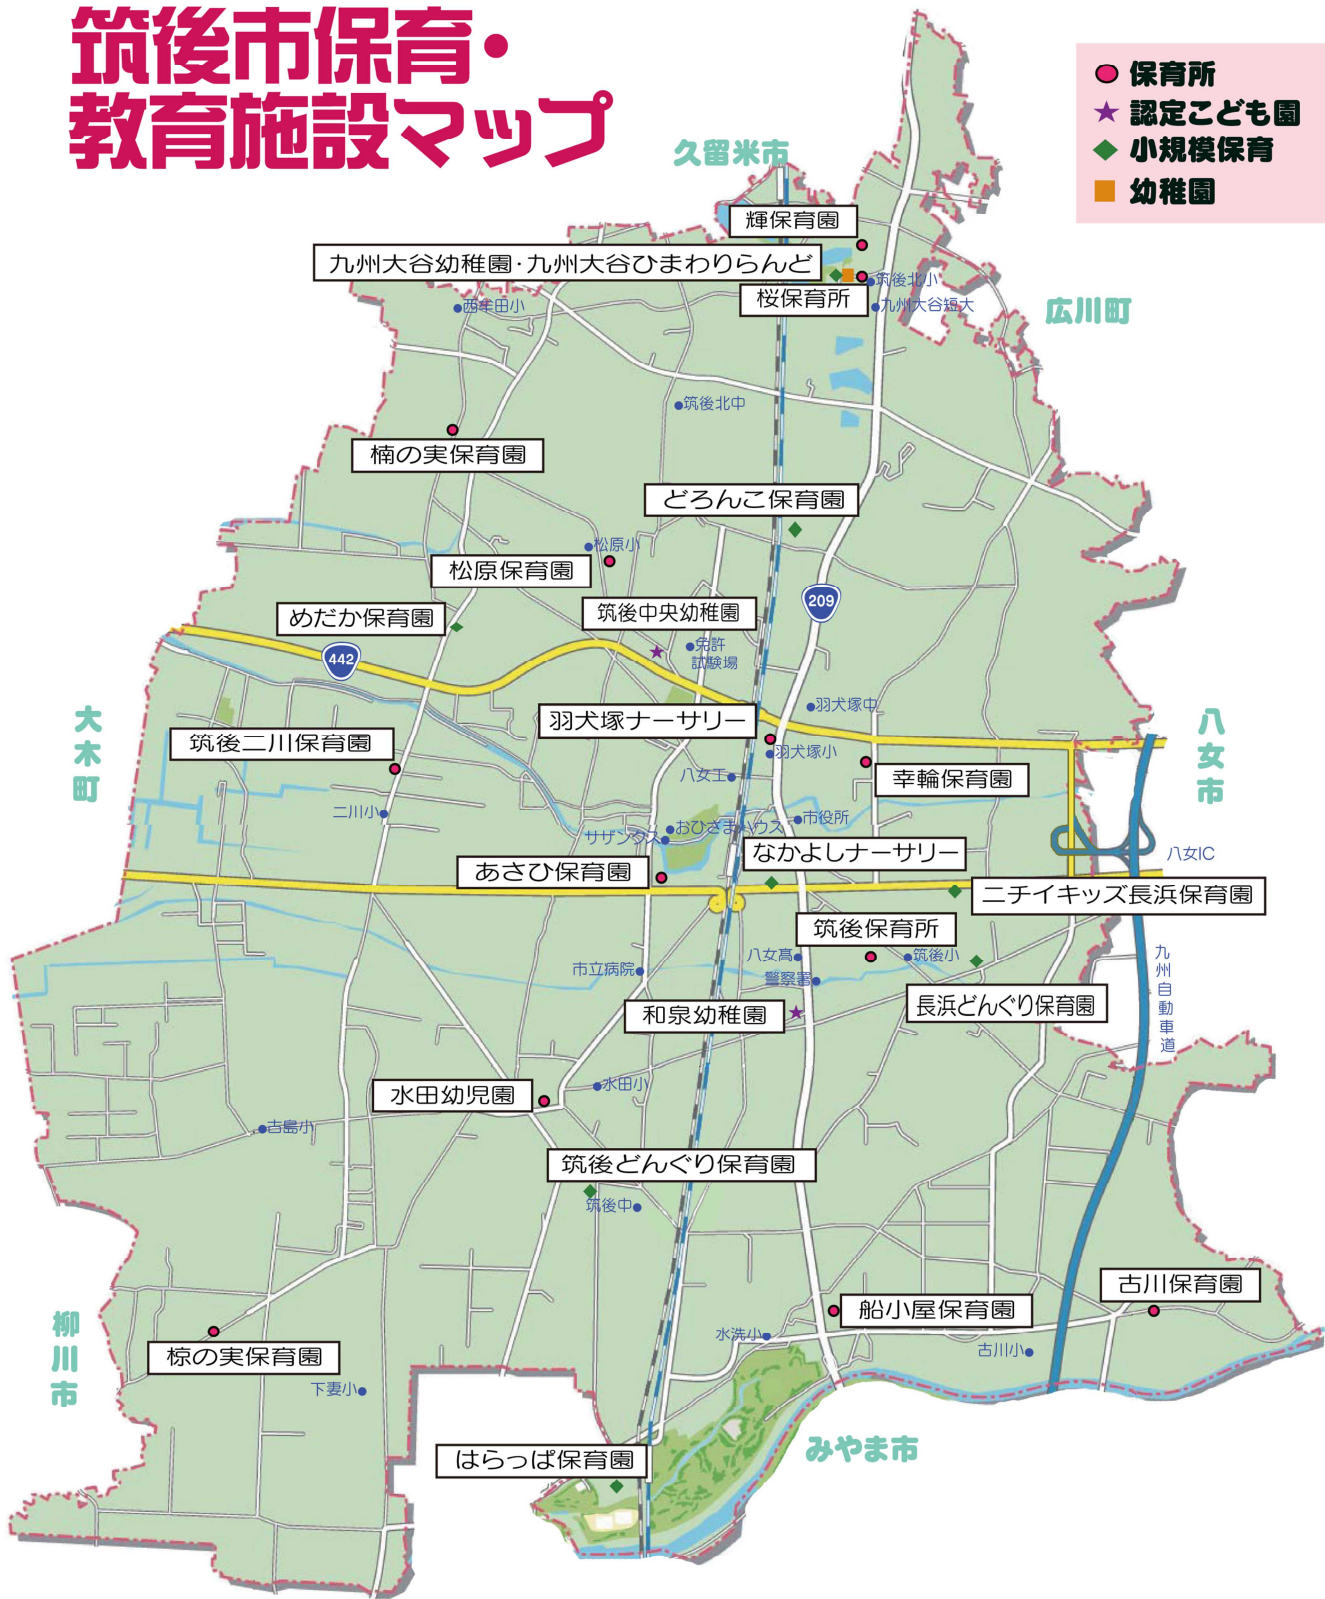 筑後市保育・
教育施設マップ
保育所
認定こども園
小規模保育
幼稚園
久留米市
輝保育園
九州大谷幼稚園·九州大谷ひまわりらんど
桜保育所
筑後北小
九州大谷短大
西牟田小
広川町
筑後北中
楠の実保育園
どろんこ保育園
松原小
松原保育園
めだか保育園
筑後中央幼稚園
209
免許
試験場
442
大木町
羽犬塚中
羽犬塚ナーサリー
八女市
筑後二川保育園
羽犬塚小
八女工
幸輪保育園
二川小
市役所
おひさまハウス
サザンクス
なかよしナーサリー
八女IC
あさひ保育園
ニチイキッズ長浜保育園
筑後保育所
八女高
筑後小
市立病院
警察署
九州自動車道
長浜どんぐり保育園
和泉幼稚園
水田小
水田幼児園
古島小
筑後どんぐり保育園
筑後中
古川保育園
船小屋保育園
柳川市
水洗小
古川小
椋の実保育園
下妻小
みやま市
はらっぱ保育園